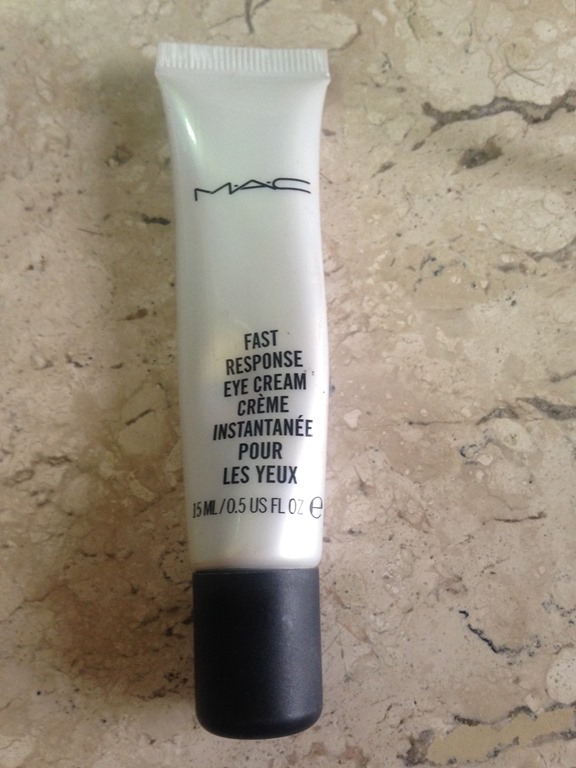 M·A·C
FAST
RESPONSE
EYE CREAM
CRÈME
INSTANTANÉE
POUR
LES YEUX
15 ML/0.5 US FL OZ e